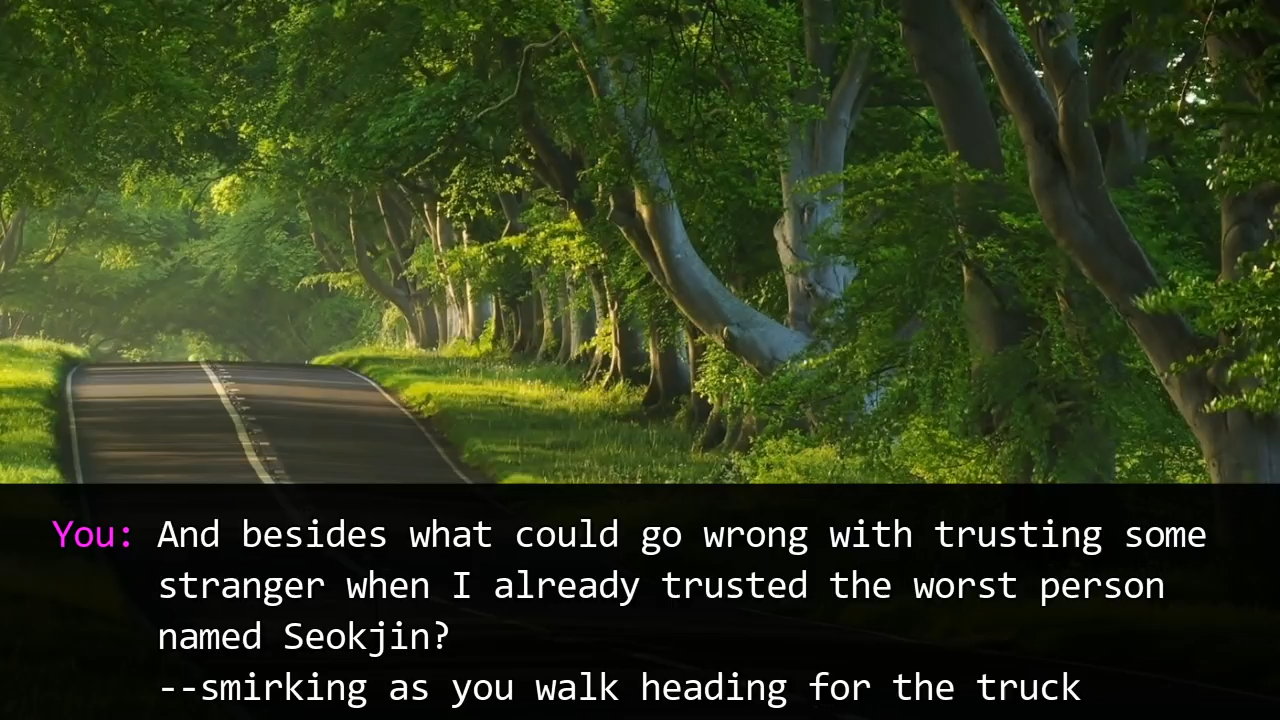 You: And besides what could go wrong with trusting some
stranger when I already trusted the worst person
named Seokjin?
--smirking as you walk heading for the truck